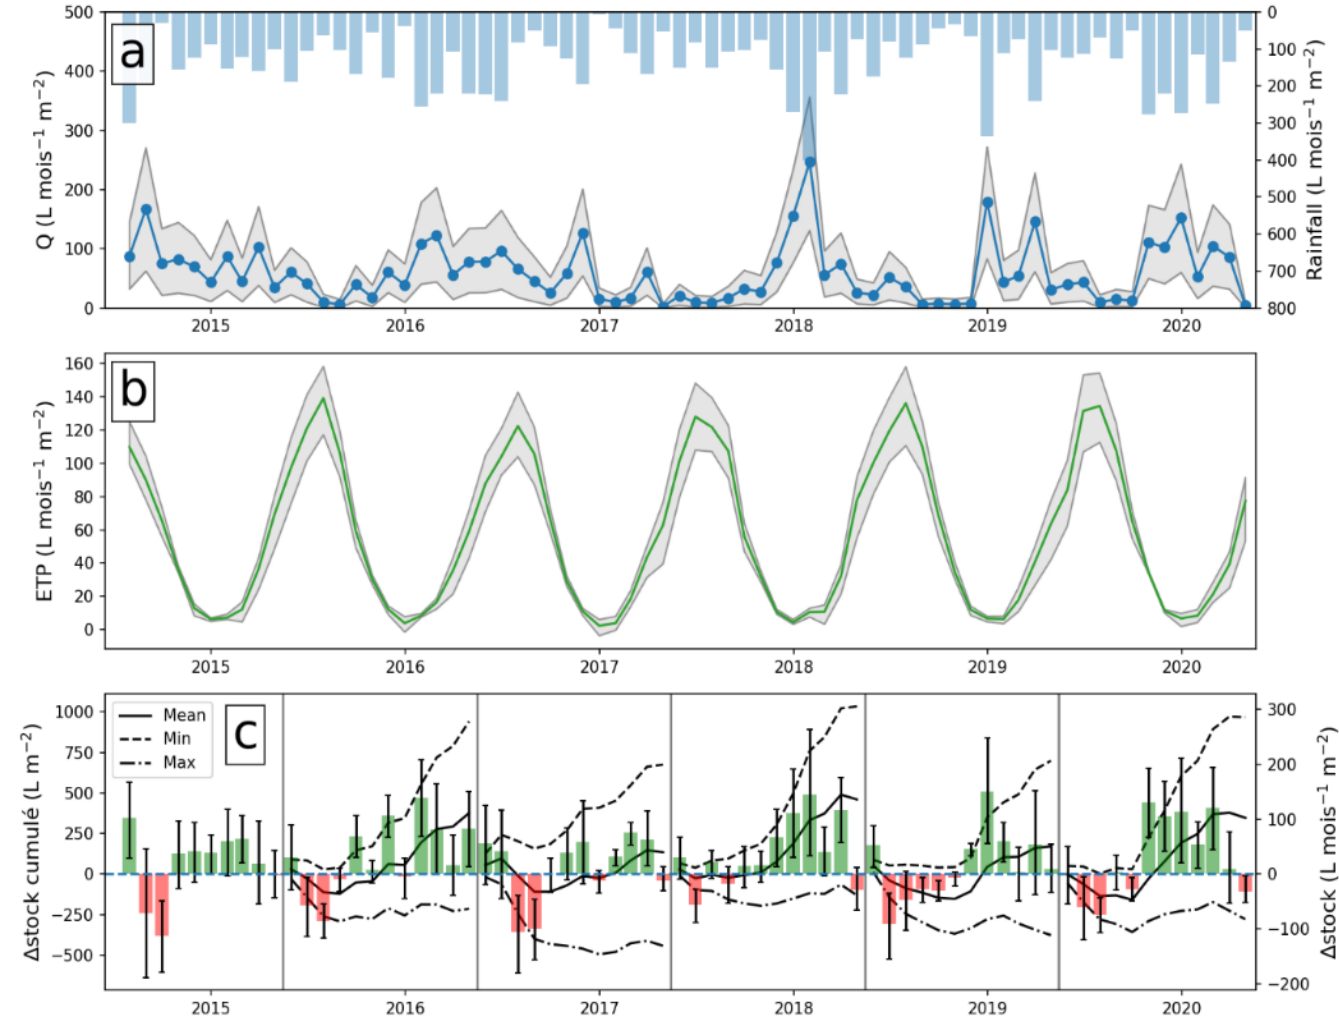 a
Q (L mois⁻¹ m⁻²)
500
400
300
200
100
0
0
100
200
300
400
500
600
700
800
Rainfall (L mois⁻¹ m⁻²)
2015 2016 2017 2018 2019 2020
b
ETP (L mois⁻¹ m⁻²)
160
140
120
100
80
60
40
20
0
2015 2016 2017 2018 2019 2020
Mean
Min
Max
c
Δstock cumulé (L m⁻²)
1000
750
500
250
0
−250
−500
300
200
100
0
−100
−200
Δstock (L mois⁻¹ m⁻²)
2015 2016 2017 2018 2019 2020